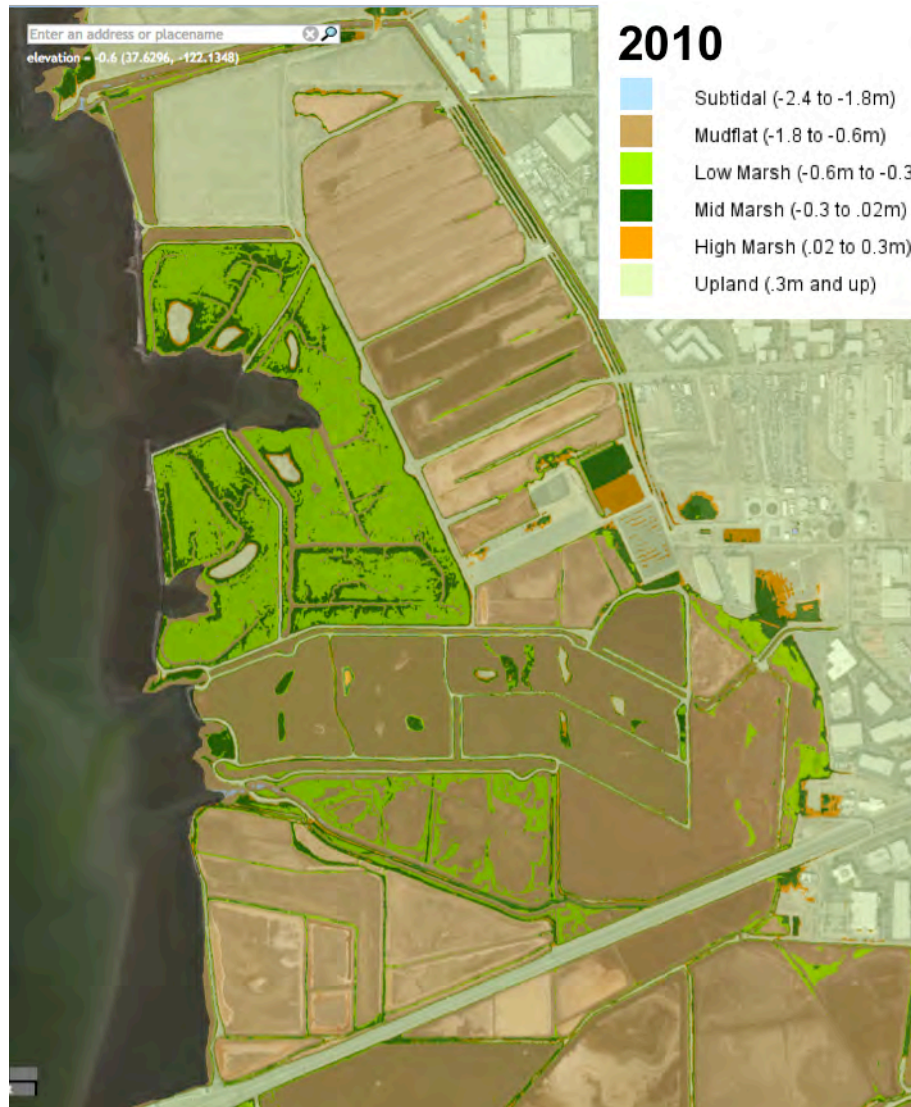 Enter an address or placename
elevation = -0.6 (37.6296, -122.1348)
2010
Subtidal (-2.4 to -1.8m)
Mudflat (-1.8 to -0.6m)
Low Marsh (-0.6m to -0.3
Mid Marsh (-0.3 to .02m)
High Marsh (.02 to 0.3m)
Upland (.3m and up)